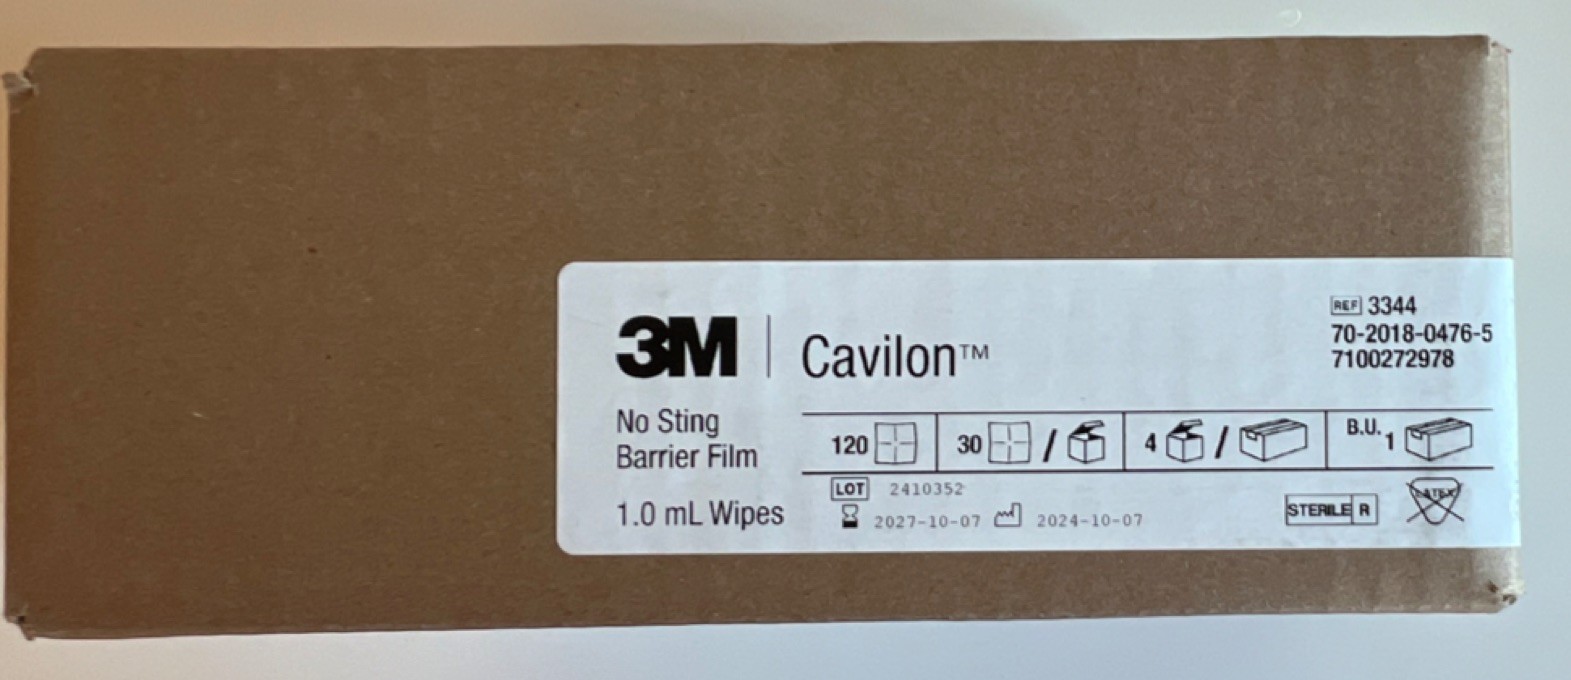 3M | Cavilon™
REF 3344
70-2018-0476-5
7100272978
No Sting
Barrier Film
1.0 mL Wipes
120 30 / 4 / B.U. 1
LOT 2410352
2027-10-07 2024-10-07
STERILE R
LATEX